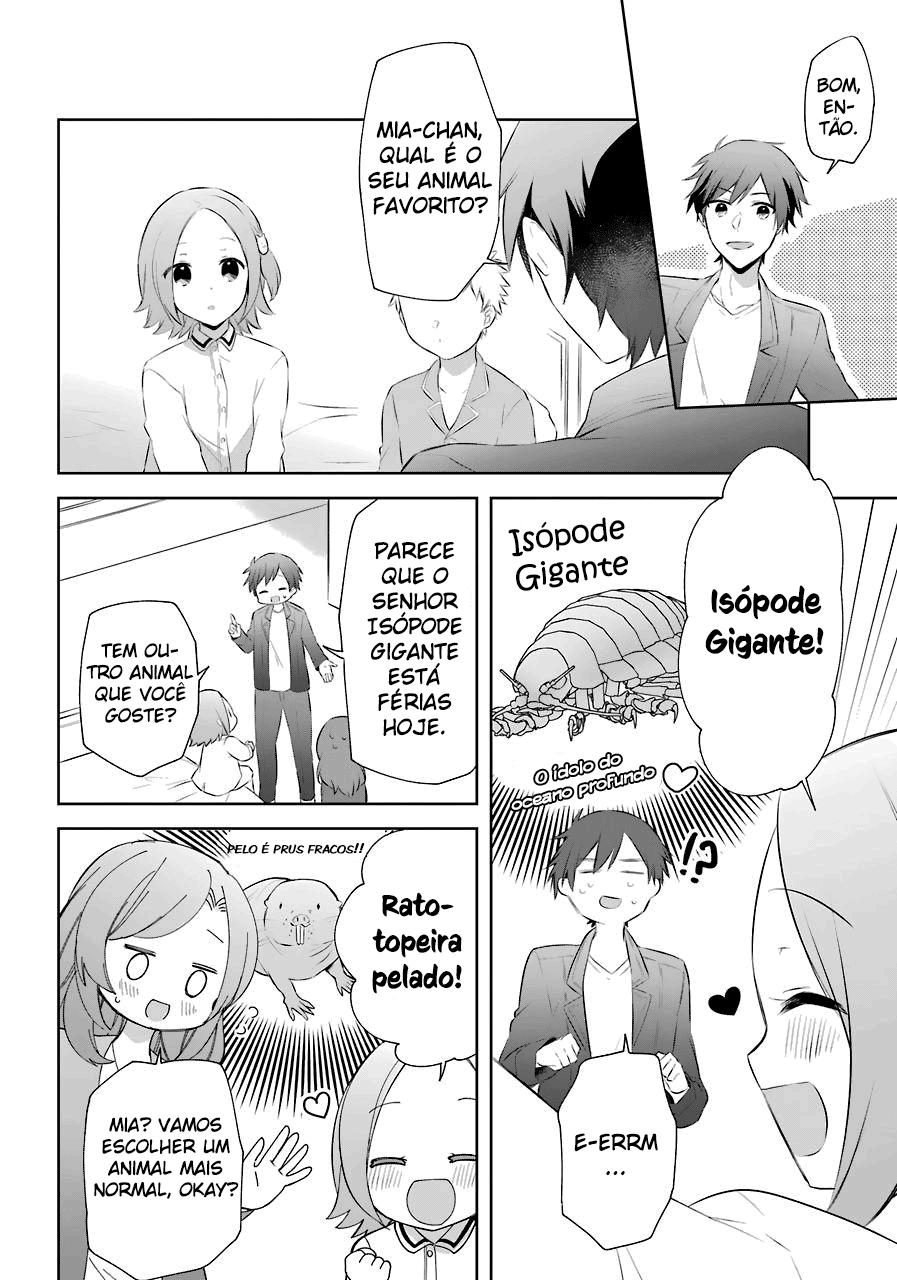 BOM,
EN-
TÃO.
MIA-CHAN,
QUAL É O
SEU ANIMAL
FAVORITO?
Isópode
Gigante!
Isópode
Gigante
O ídolo do
oceano profundo
!?
E-ERRM
...
PARECE
QUE O
SENHOR
ISÓPODE
GIGANTE
ESTÁ
FÉRIAS
HOJE.
TEM OU-
TRO ANIMAL
QUE VOCÊ
GOSTE?
Rato-
topeira
pelado!
PELO É PRUS FRACOS!!
MIA? VAMOS
ESCOLHER UM
ANIMAL MAIS
NORMAL, OKAY?